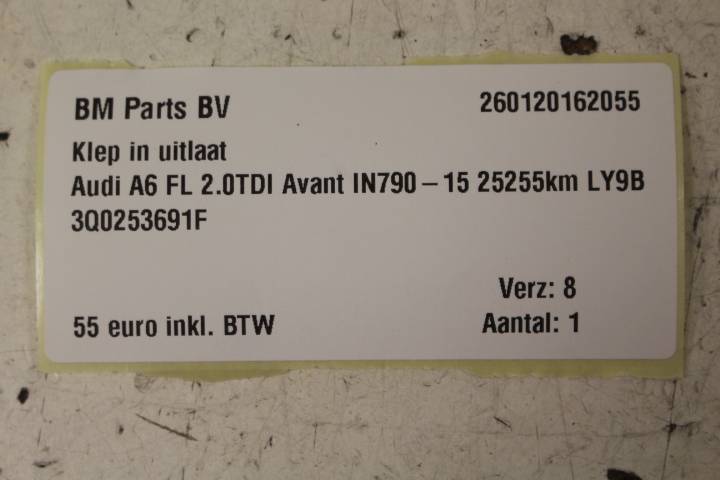 BM Parts BV 260120162055
Klep in uitlaat
Audi A6 FL 2.0TDI Avant IN790 – 15 25255km LY9B
3Q0253691F
Verz: 8
55 euro inkl. BTW Aantal: 1